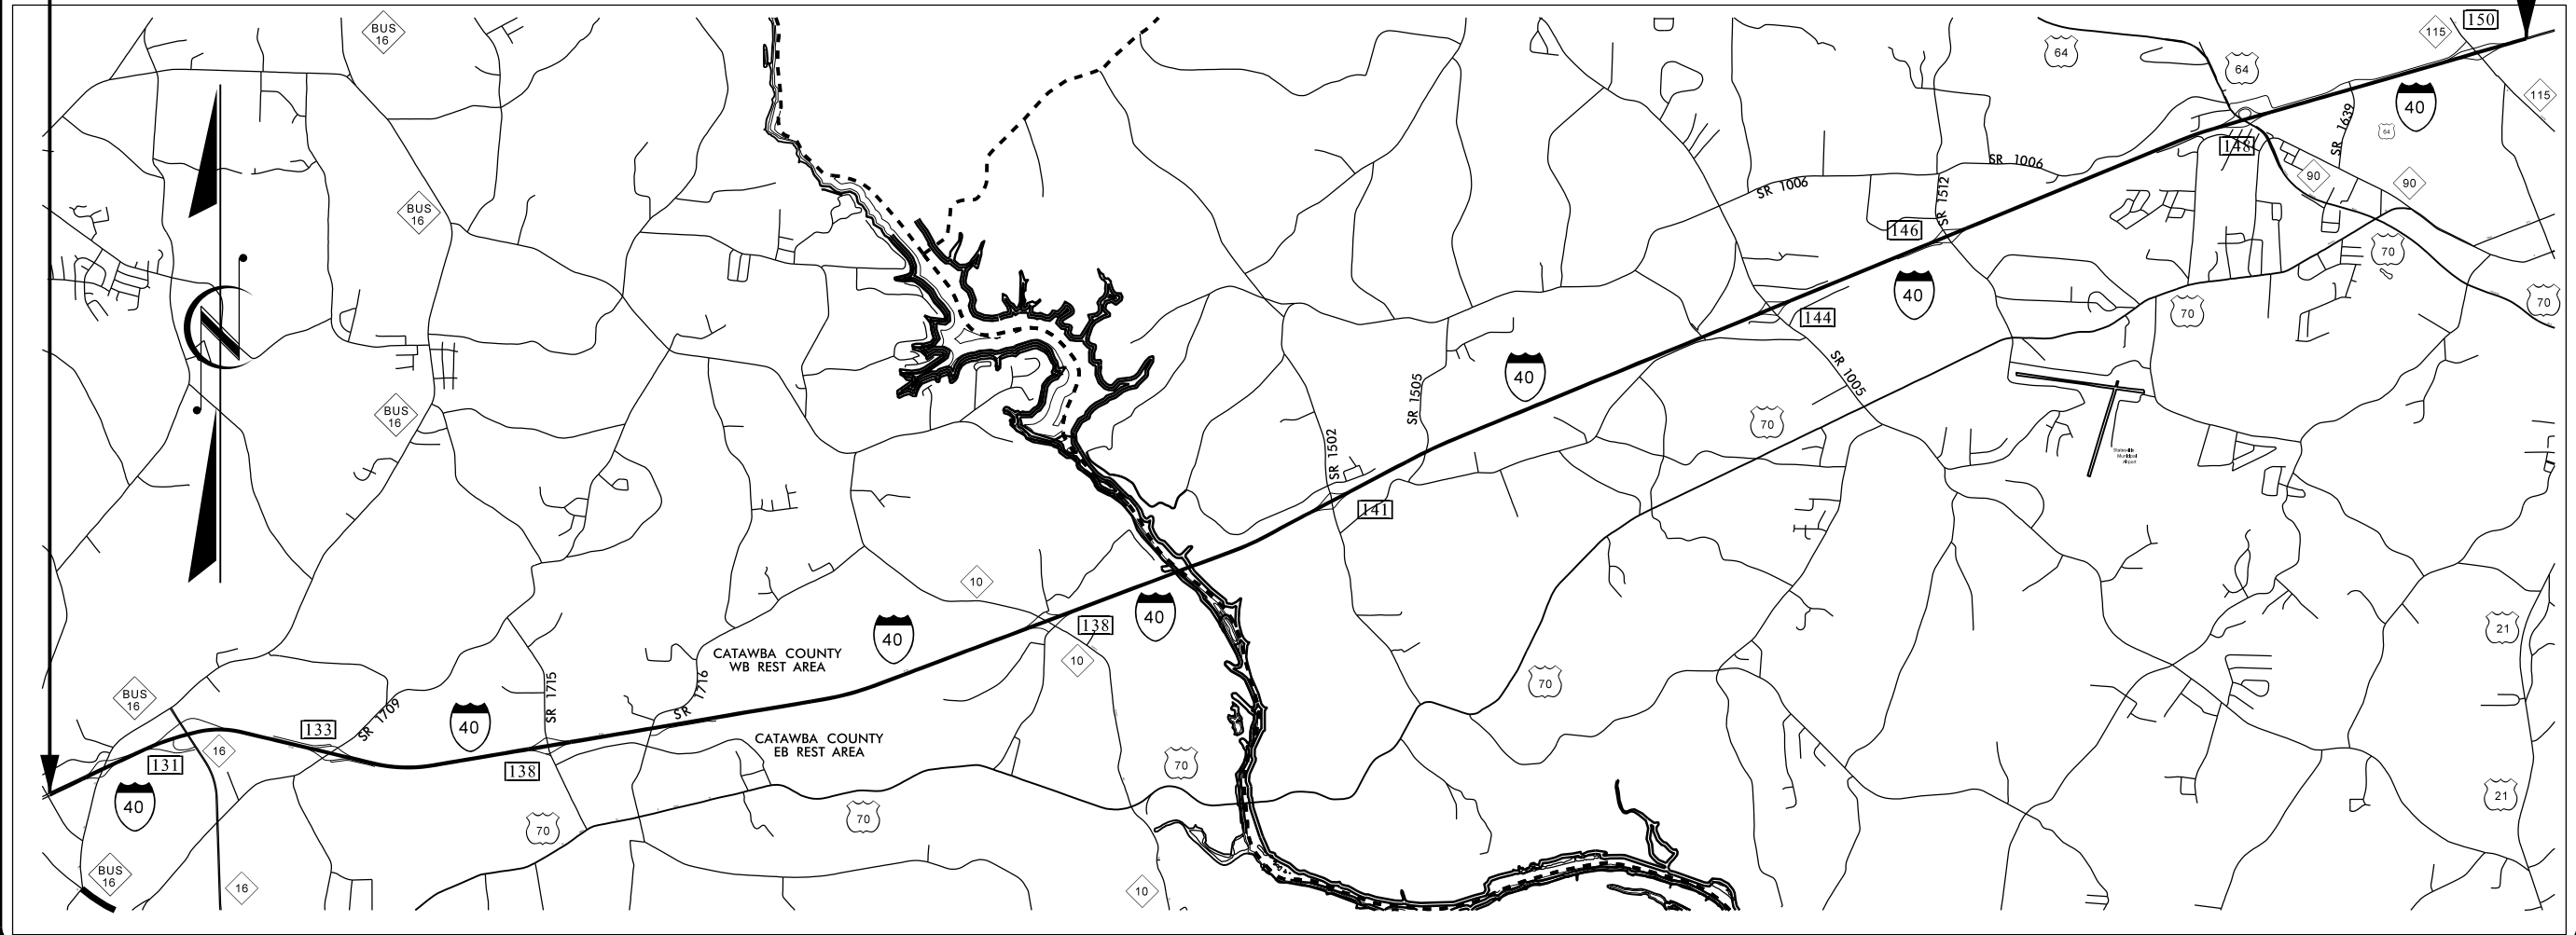 BUS
16
64
64
115
150
115
40
64
SR 1639
148
SR 1006
SR 1006
SR 1512
90
90
BUS
16
146
70
40
144
70
70
40
SR 1005
SR 1505
BUS
16
70
SR 1502
Statesville
Municipal
Airport
141
10
40
138
40
10
CATAWBA COUNTY
WB REST AREA
21
SR 1716
SR 1715
BUS
16
SR 1709
40
133
16
70
CATAWBA COUNTY
EB REST AREA
70
131
138
40
21
70
70
BUS
16
16
10